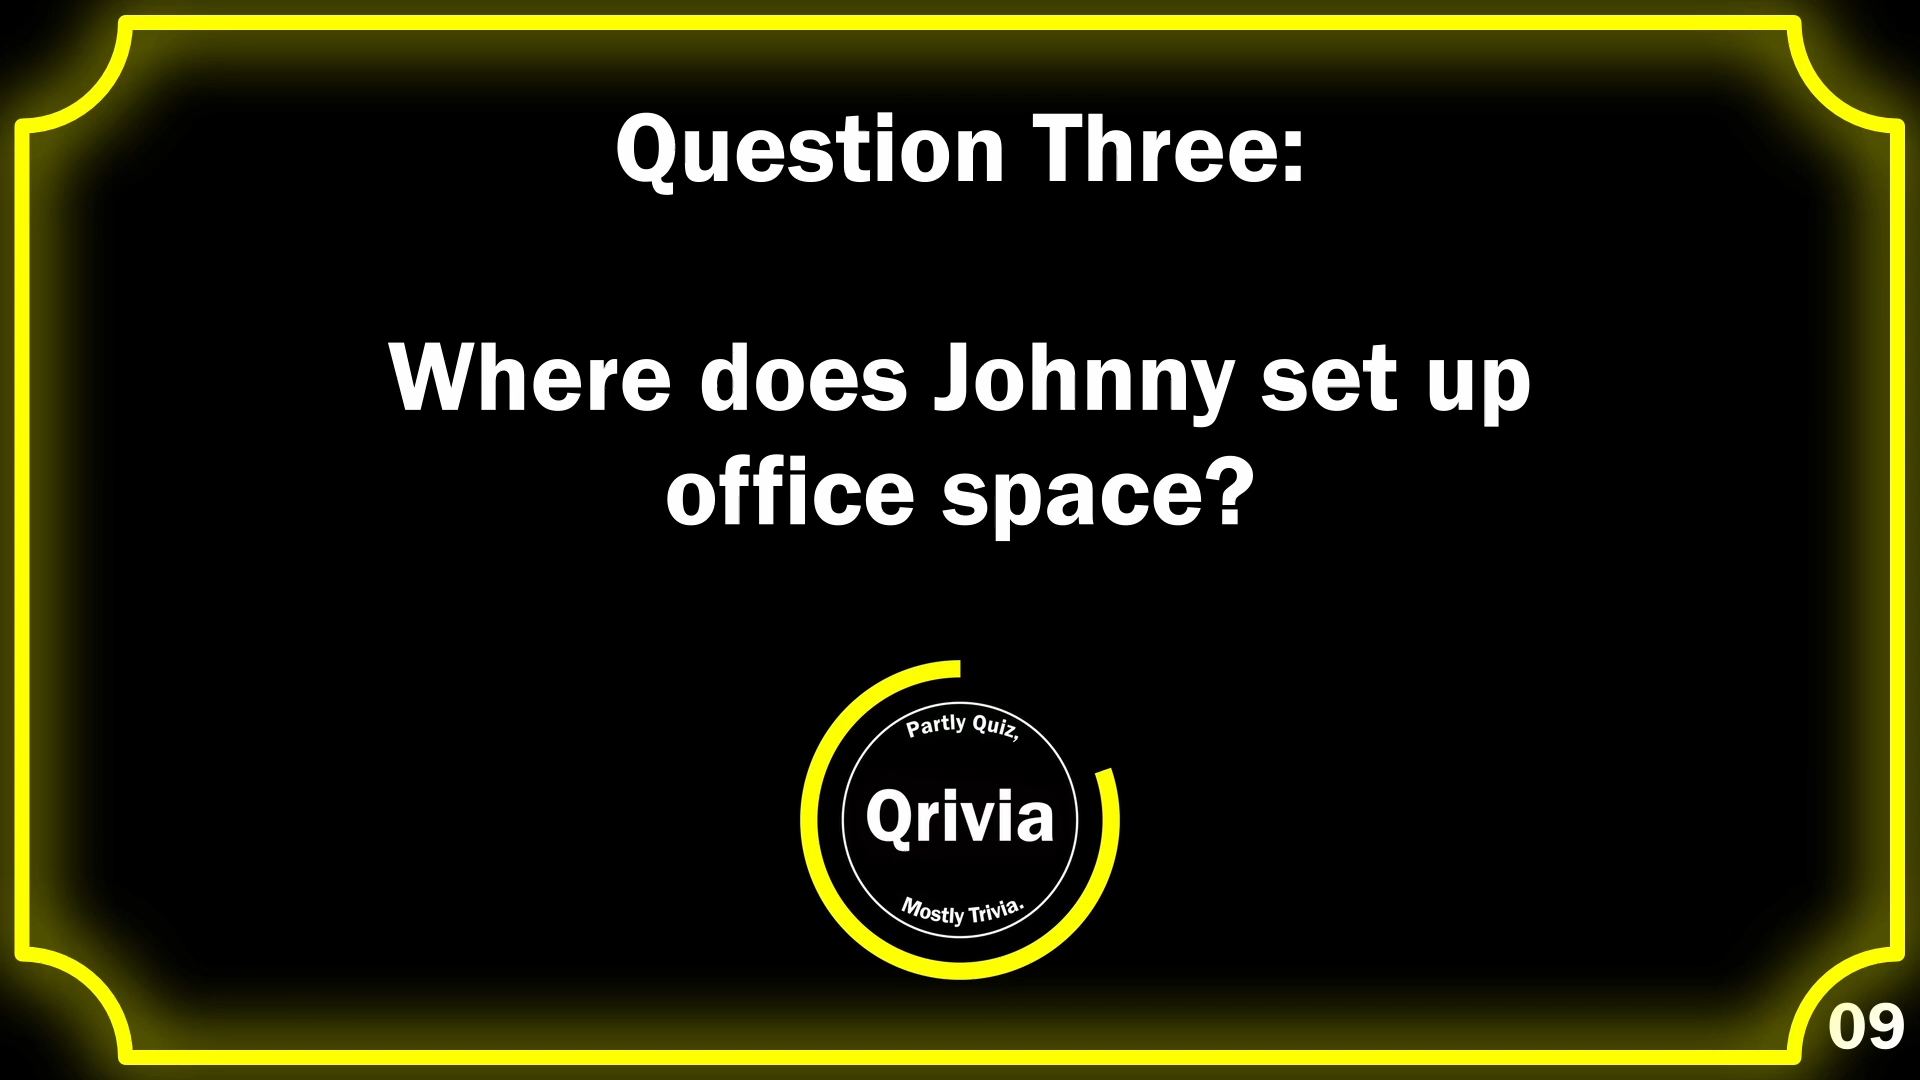 Question Three:
Where does Johnny set up
office space?
Partly Quiz,
Qrivia
Mostly Trivia.
09